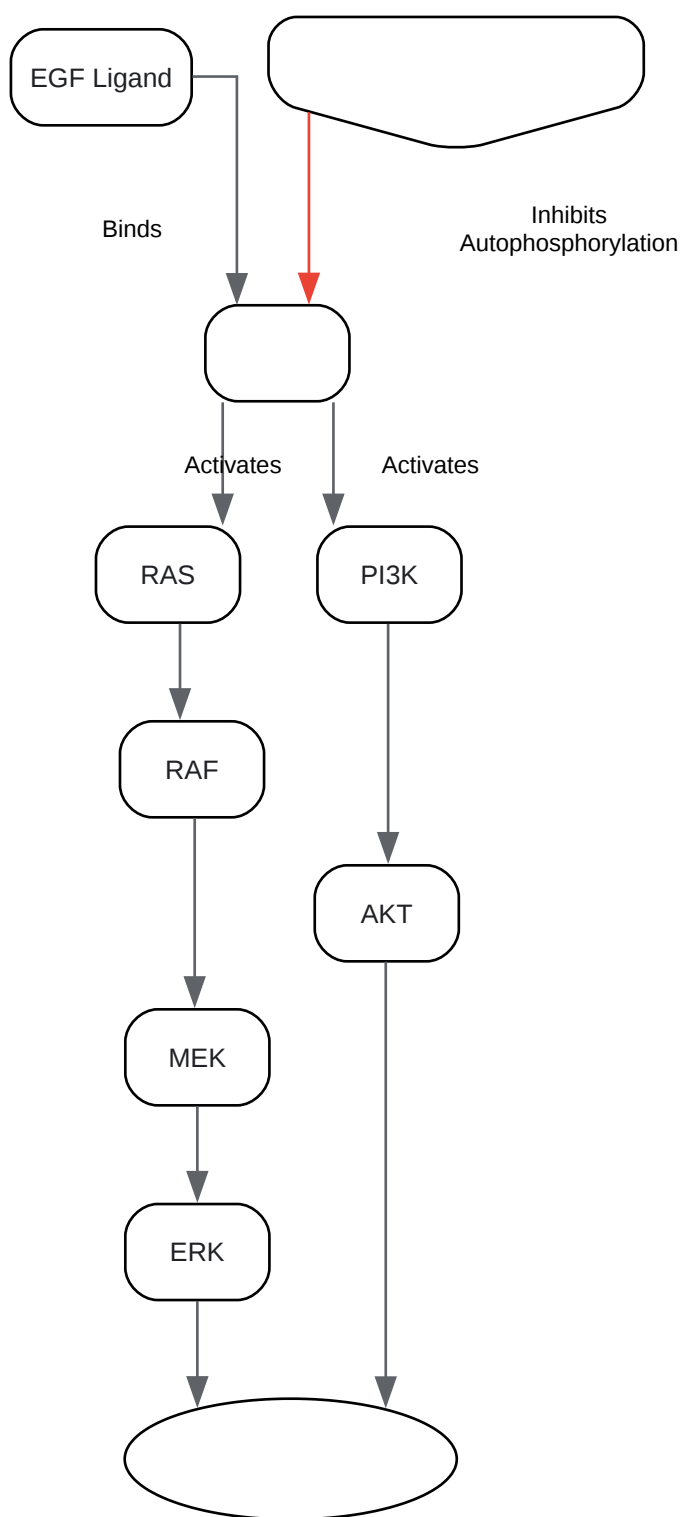 EGF Ligand
Binds
Inhibits
Autophosphorylation
Activates
Activates
RAS
PI3K
RAF
AKT
MEK
ERK